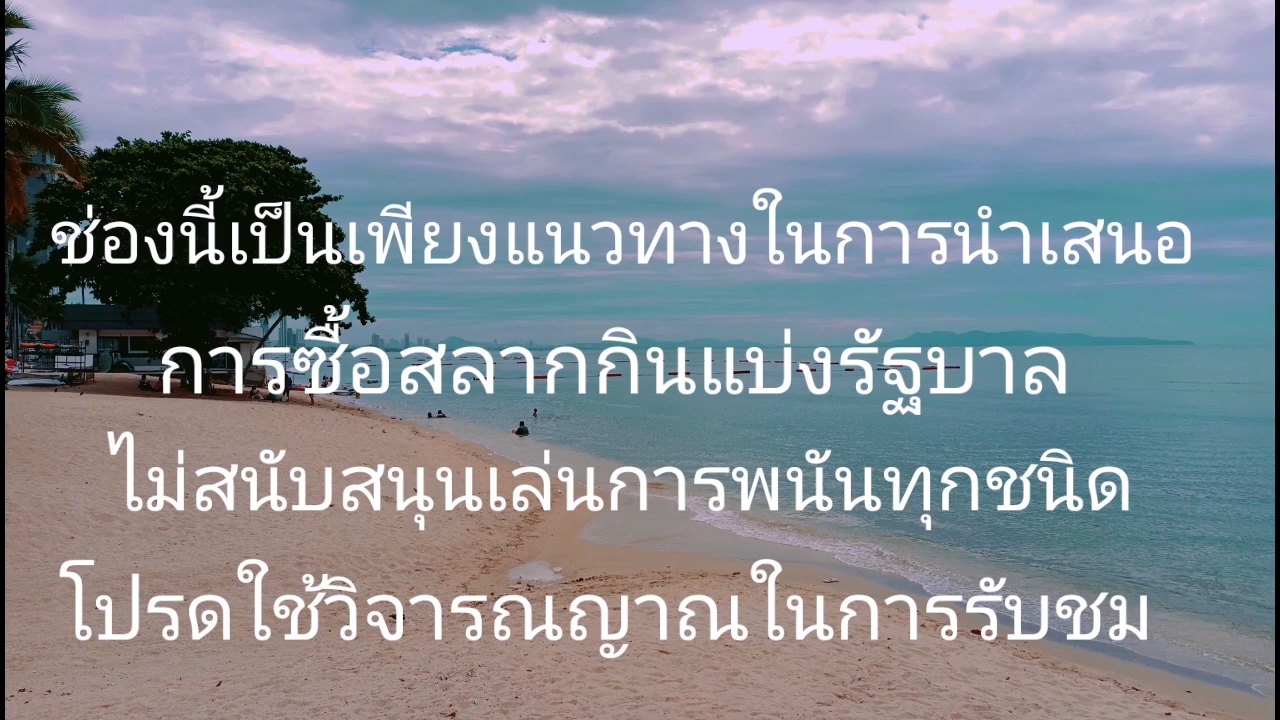 ช่องนี้เป็นเพียงแนวทางในการนำเสนอ
การซื้อสลากกินแบ่งรัฐบาล
ไม่สนับสนุนเล่นการพนันทุกชนิด
โปรดใช้วิจารณญาณในการรับชม